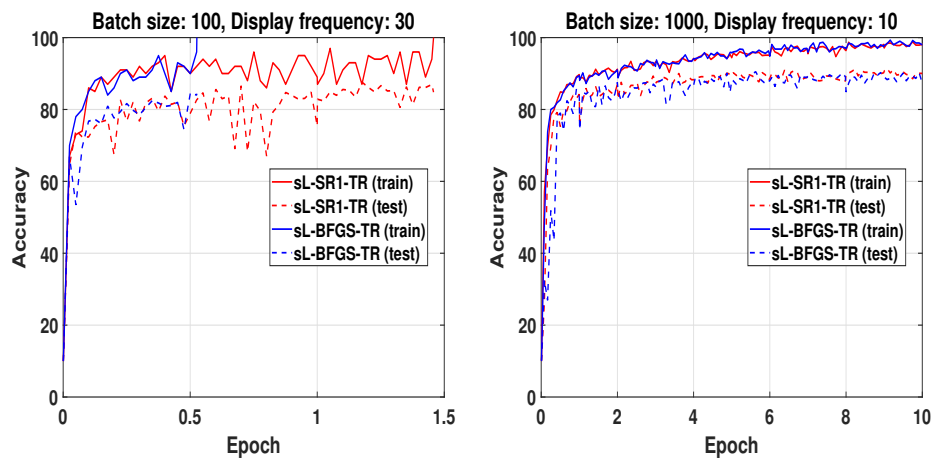 Batch size: 100, Display frequency: 30
100
80
60
40
20
0
Accuracy
sL-SR1-TR (train)
sL-SR1-TR (test)
sL-BFGS-TR (train)
sL-BFGS-TR (test)
0 0.5 1 1.5
Epoch
Batch size: 1000, Display frequency: 10
100
80
60
40
20
0
Accuracy
sL-SR1-TR (train)
sL-SR1-TR (test)
sL-BFGS-TR (train)
sL-BFGS-TR (test)
0 2 4 6 8 10
Epoch